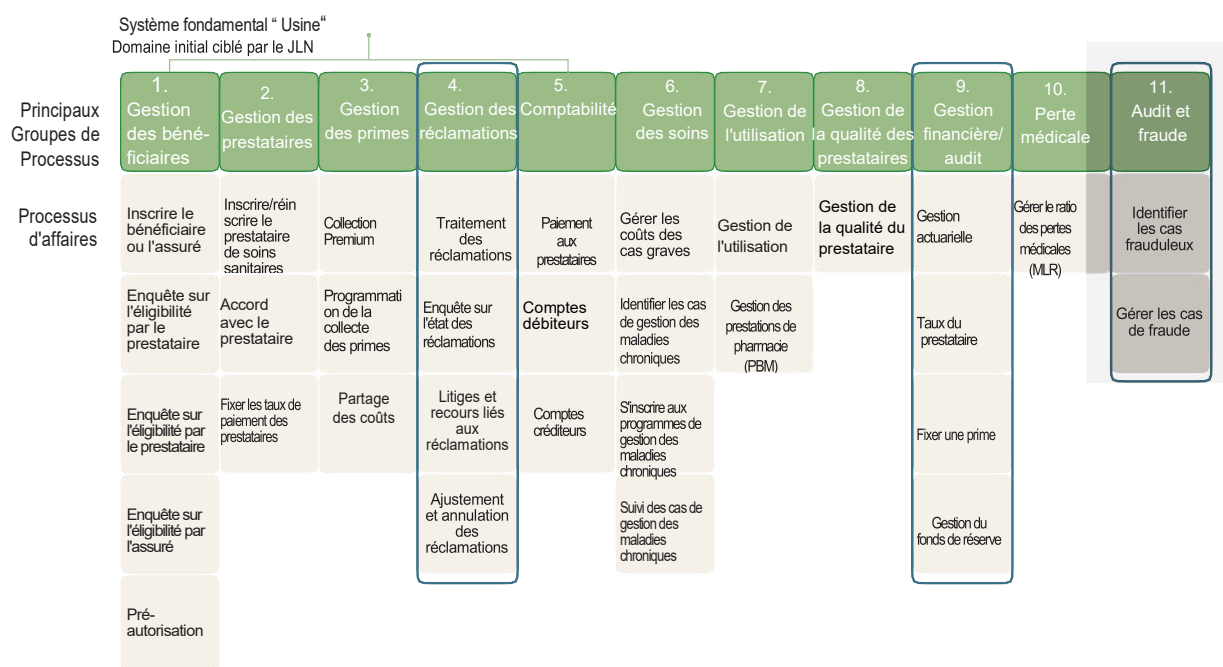 Système fondamental “ Usine“
Domaine initial ciblé par le JLN
Principaux
Groupes de
Processus
1.
Gestion
des béné-
ficiaires
2.
Gestion des
prestataires
3.
Gestion
des primes
4.
Gestion des
réclamations
5.
Comptabilité
6.
Gestion
des soins
7.
Gestion de
l'utilisation
8.
Gestion de
la qualité des
prestataires
9.
Gestion
financière/
audit
10.
Perte
médicale
11.
Audit et
fraude
Processus
d'affaires
Inscrire le
bénéficiaire
ou l'assuré
Inscrire/réin
scrire le
prestataire
de soins
sanitaires
Collection
Premium
Traitement
des
réclamations
Paiement
aux
prestataires
Gérer les
coûts des
cas graves
Gestion de
l'utilisation
Gestion de
la qualité du
prestataire
Gestion
actuarielle
Gérer le ratio
des pertes
médicales
(MLR)
Identifier
les cas
frauduleux
Enquête sur
l'éligibilité
par le
prestataire
Accord
avec le
prestataire
Programmati
on de la
collecte
des primes
Enquête sur
l'état des
réclamations
Comptes
débiteurs
Identifier les cas
de gestion des
maladies
chroniques
Gestion des
prestations de
pharmacie
(PBM)
Taux du
prestataire
Gérer les cas
de fraude
Enquête sur
l'éligibilité par
le prestataire
Fixer les taux de
paiement des
prestataires
Partage
des coûts
Litiges et
recours liés
aux
réclamations
Comptes
créditeurs
S'inscrire aux
programmes de
gestion des
maladies
chroniques
Fixer une prime
Enquête sur
l'éligibilité par
l'assuré
Ajustement
et annulation
des
réclamations
Suivi des cas de
gestion des
maladies
chroniques
Gestion du
fonds de réserve
Pré-
autorisation